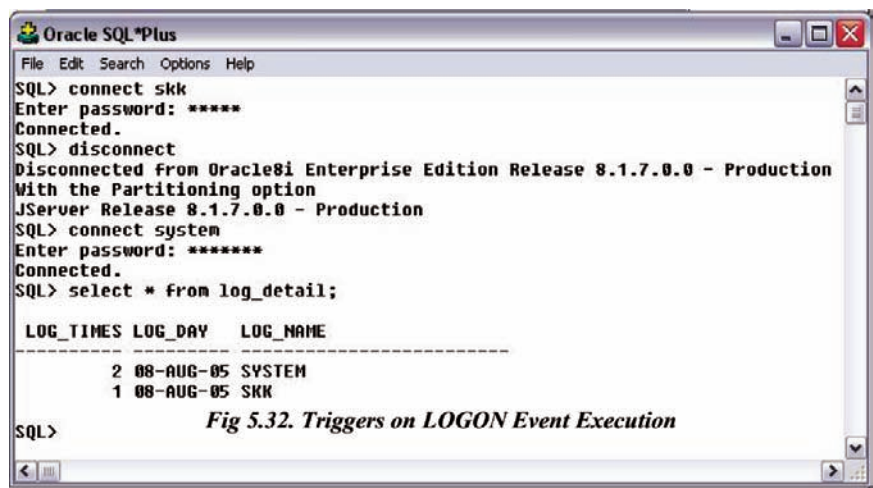 Oracle SQL*Plus
File Edit Search Options Help
SQL> connect skk
Enter password: *****
Connected.
SQL> disconnect
Disconnected from Oracle8i Enterprise Edition Release 8.1.7.0.0 - Production
With the Partitioning option
JServer Release 8.1.7.0.0 - Production
SQL> connect system
Enter password: *******
Connected.
SQL> select * from log_detail;
LOG_TIMES LOG_DAY   LOG_NAME
---------- --------- ------------------------------
2 08-AUG-05 SYSTEM
1 08-AUG-05 SKK
Fig 5.32. Triggers on LOGON Event Execution
SQL>